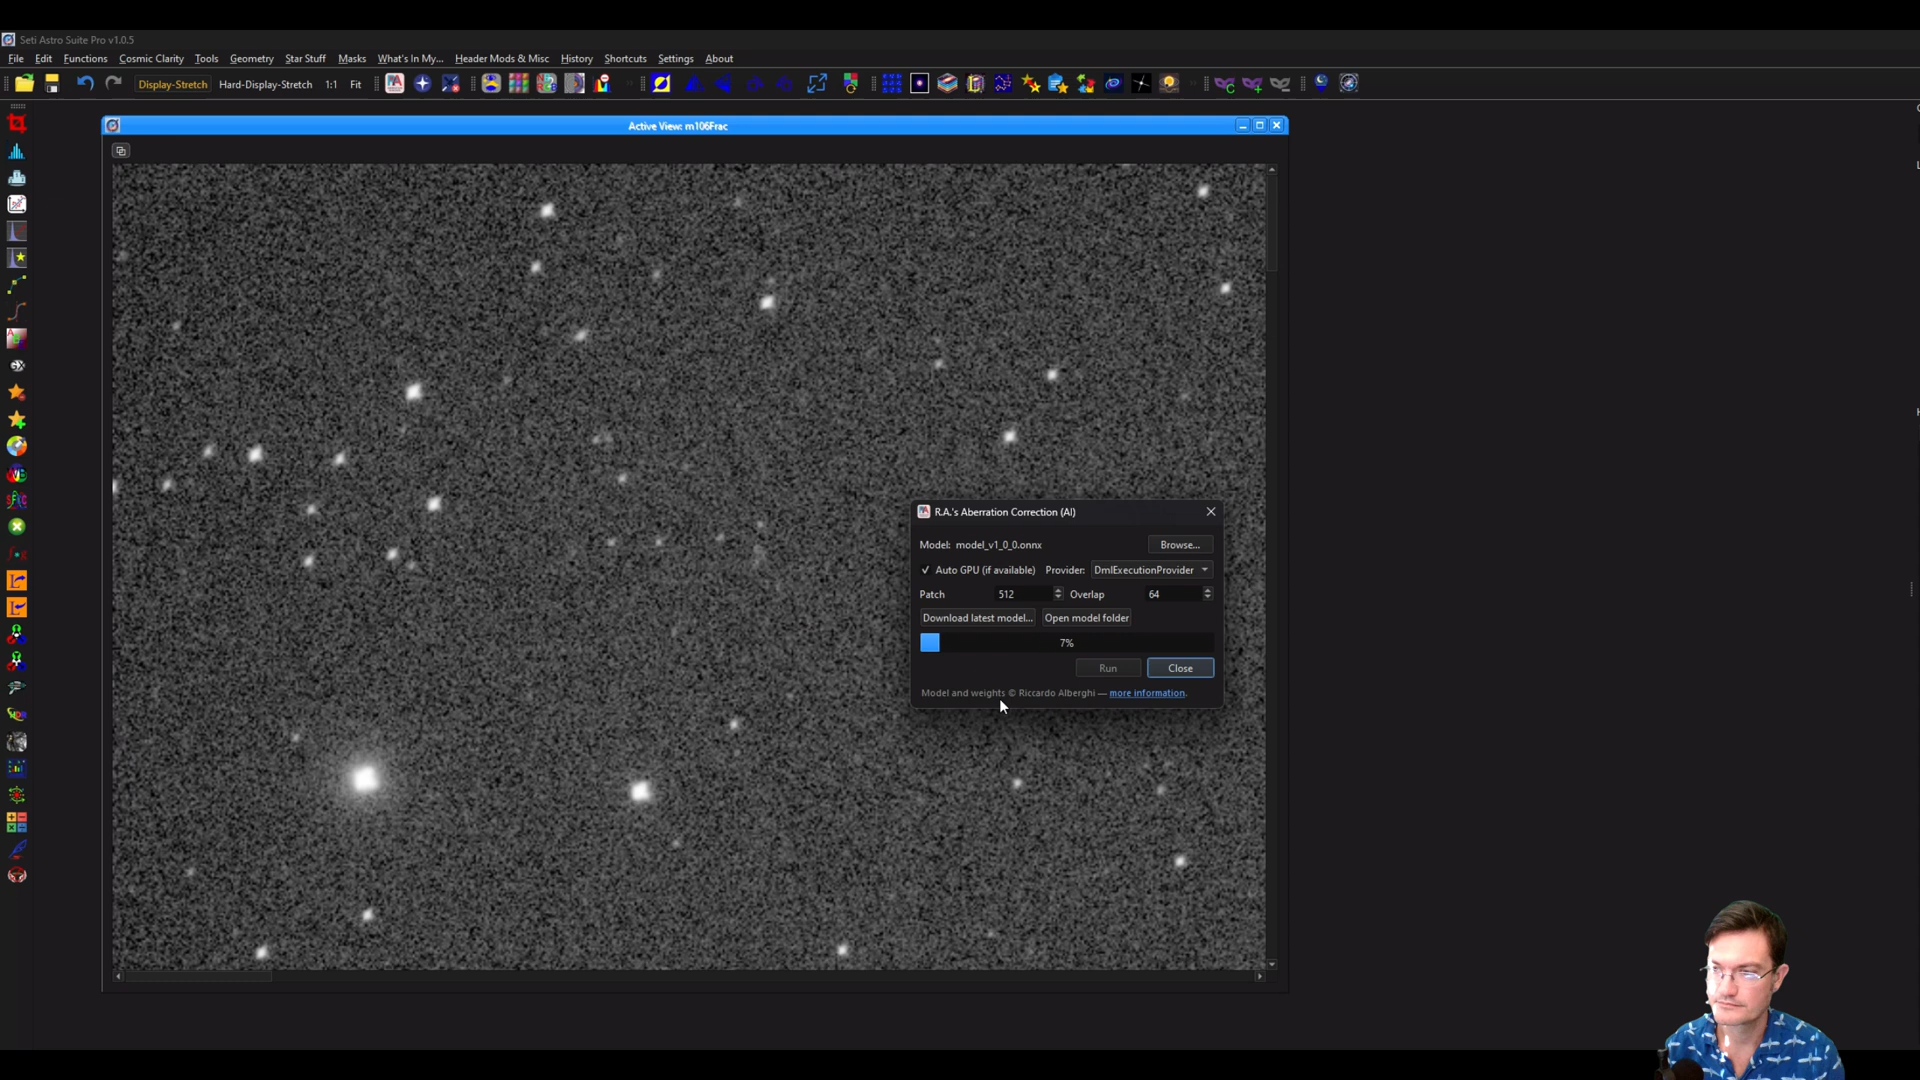 Seti Astro Suite Pro v1.0.5
File Edit Functions Cosmic Clarity Tools Geometry Star Stuff Masks What's In My... Header Mods & Misc History Shortcuts Settings About
Display-Stretch Hard-Display-Stretch 1:1 Fit
Active View: m106Frac
R.A.'s Aberration Correction (AI)
Model: model_v1_0_0.onnx Browse...
Auto GPU (if available) Provider: DmlExecutionProvider
Patch 512 Overlap 64
Download latest model... Open model folder
7%
Run Close
Model and weights © Riccardo Alberghi — more information.